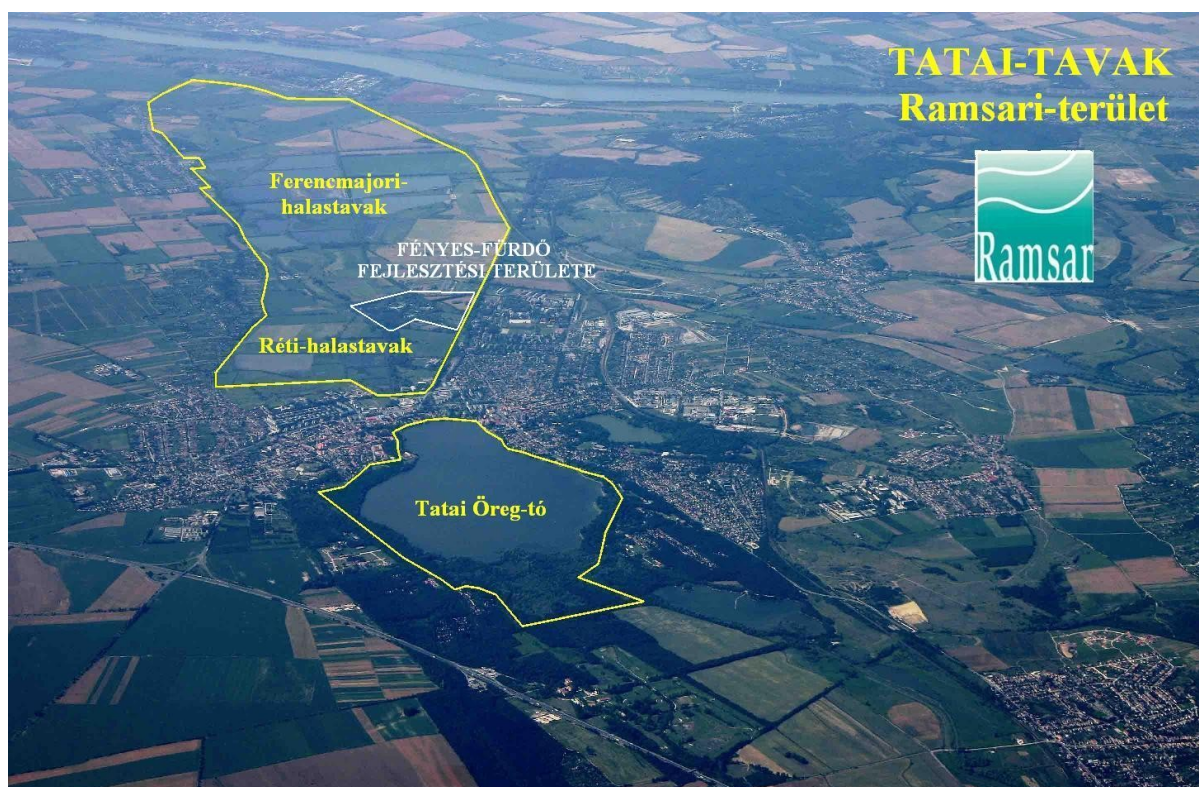 TATAI-TAVAK
Ramsari-terület
Ramsar
Ferencmajori-
halastavak
FÉNYES-FÜRDŐ
FEJLESZTÉSI TERÜLETE
Réti-halastavak
Tatai Öreg-tó